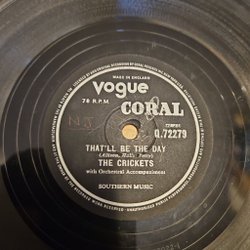 MADE IN ENGLAND
vogue
78 R.P.M.
CORAL
Q.72279
THAT'LL BE THE DAY
(Allison, Holly, Petty)
THE CRICKETS
with Orchestral Accompaniment
SOUTHERN MUSIC